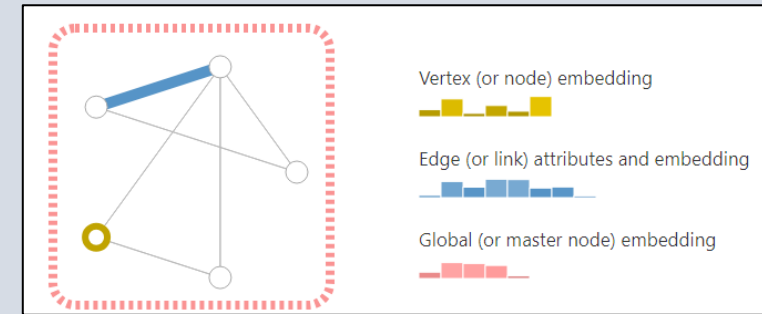 Vertex (or node) embedding
Edge (or link) attributes and embedding
Global (or master node) embedding